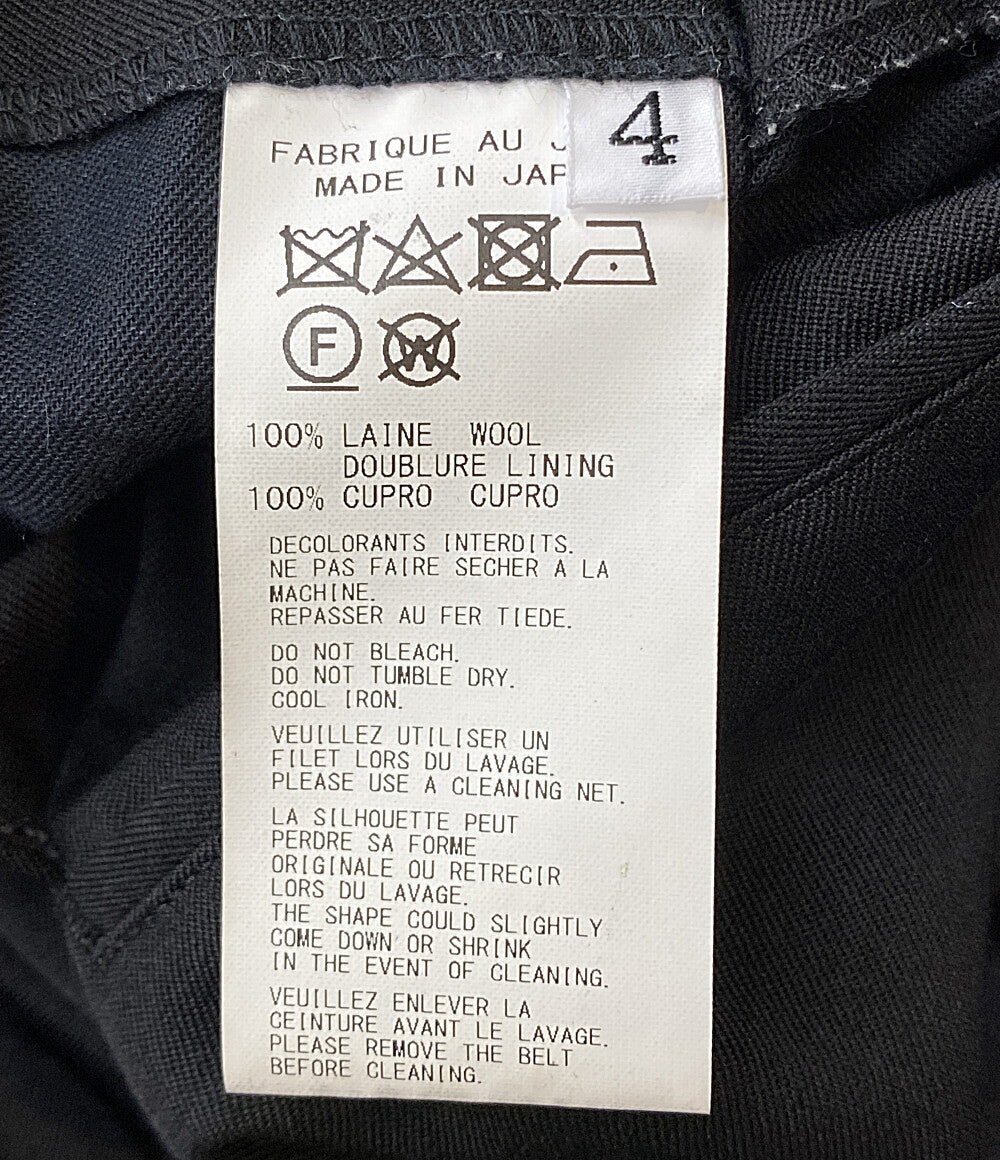 4
FABRIQUE AU
MADE IN JAP
F
W
100% LAINE WOOL
DOUBLURE LINING
100% CUPRO CUPRO
DECOLORANTS INTERDITS.
NE PAS FAIRE SECHER A LA
MACHINE.
REPASSER AU FER TIEDE.
DO NOT BLEACH.
DO NOT TUMBLE DRY.
COOL IRON.
VEUILLEZ UTILISER UN
FILET LORS DU LAVAGE.
PLEASE USE A CLEANING NET.
LA SILHOUETTE PEUT
PERDRE SA FORME
ORIGINALE OU RETRECIR
LORS DU LAVAGE.
THE SHAPE COULD SLIGHTLY
COME DOWN OR SHRINK
IN THE EVENT OF CLEANING.
VEUILLEZ ENLEVER LA
CEINTURE AVANT LE LAVAGE.
PLEASE REMOVE THE BELT
BEFORE CLEANING.